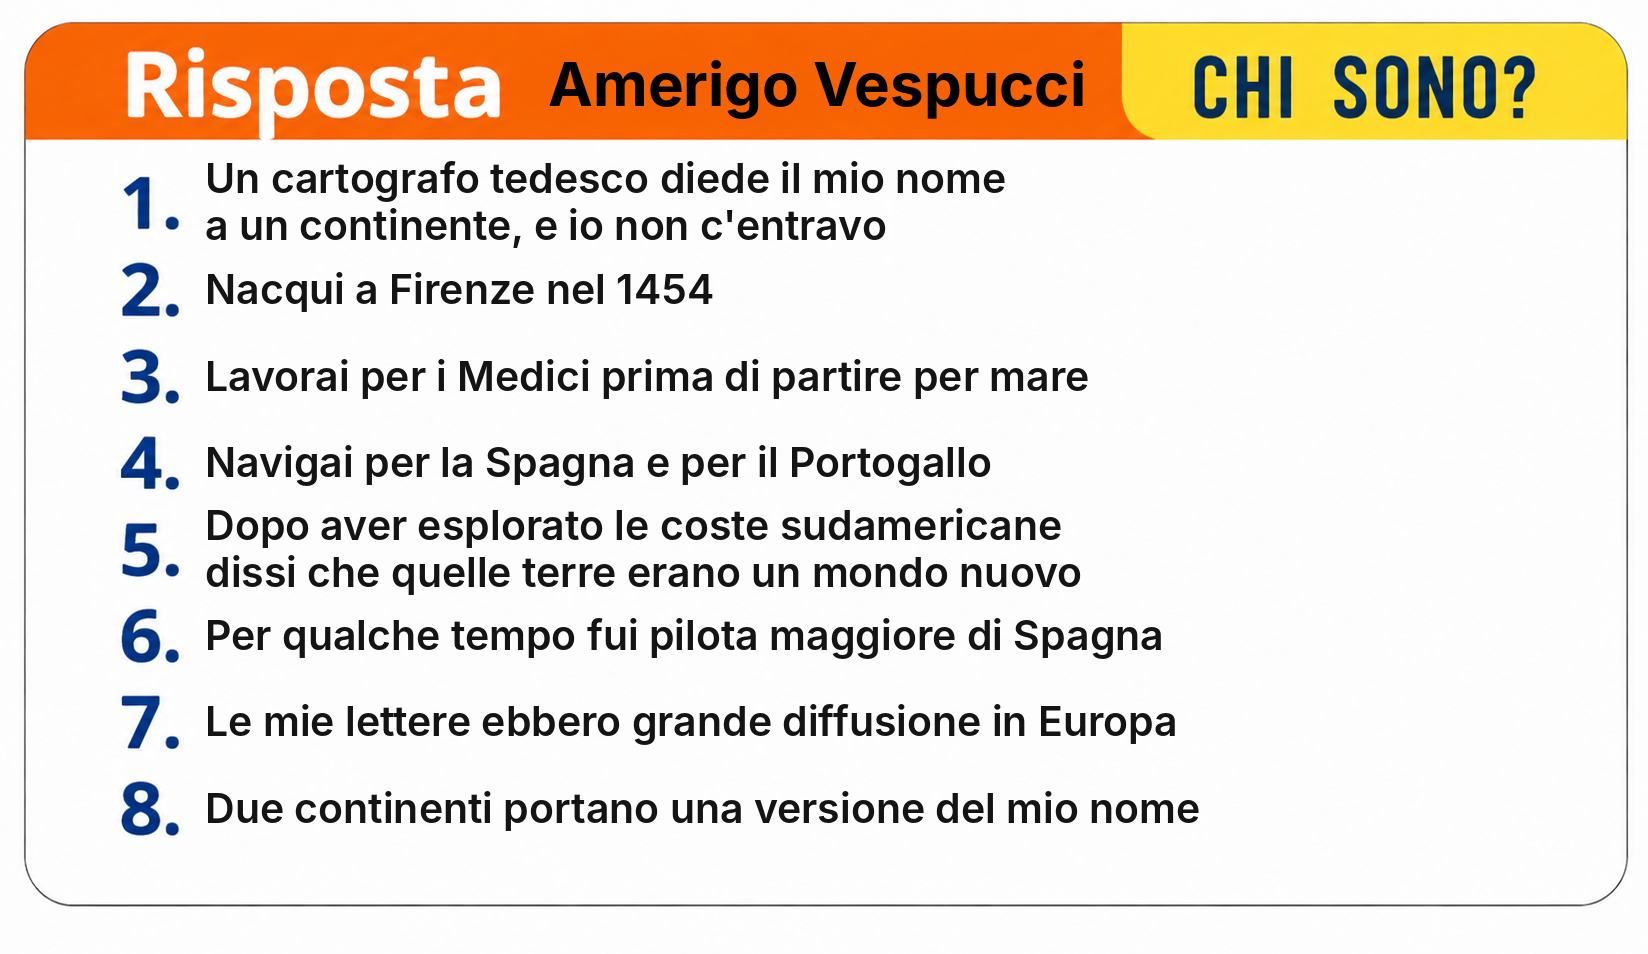 Risposta Amerigo Vespucci CHI SONO?
1. Un cartografo tedesco diede il mio nome
a un continente, e io non c'entravo
2. Nacqui a Firenze nel 1454
3. Lavorai per i Medici prima di partire per mare
4. Navigai per la Spagna e per il Portogallo
5. Dopo aver esplorato le coste sudamericane
dissi che quelle terre erano un mondo nuovo
6. Per qualche tempo fui pilota maggiore di Spagna
7. Le mie lettere ebbero grande diffusione in Europa
8. Due continenti portano una versione del mio nome